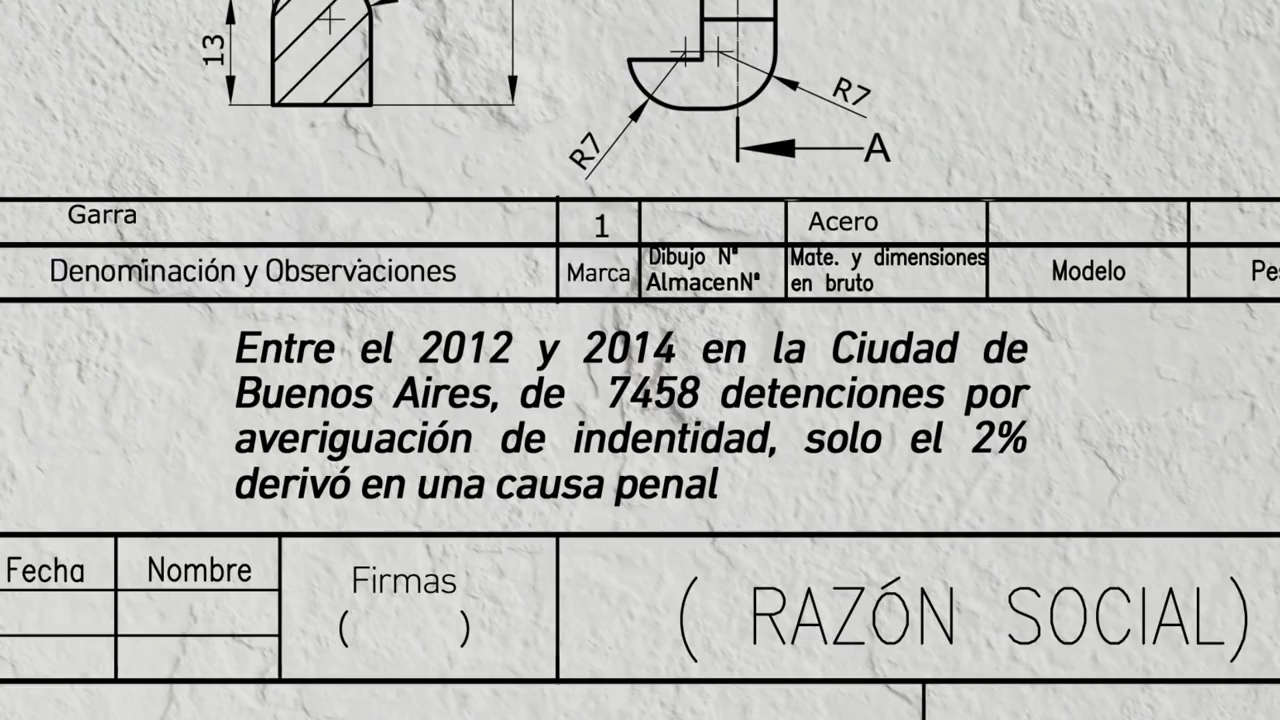 13
R7
R7
A
Garra 1 Acero
Denominación y Observaciones Marca Dibujo Nº Mate. y dimensiones Modelo
AlmacenNº en bruto
Entre el 2012 y 2014 en la Ciudad de
Buenos Aires, de 7458 detenciones por
averiguación de indentidad, solo el 2%
derivó en una causa penal
Fecha Nombre Firmas
( )
( RAZÓN SOCIAL)